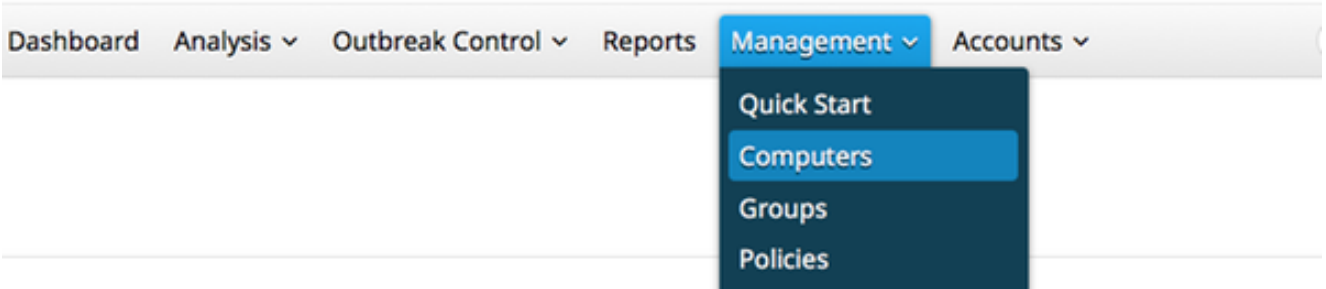 Dashboard Analysis Outbreak Control Reports Management Accounts
Quick Start
Computers
Groups
Policies